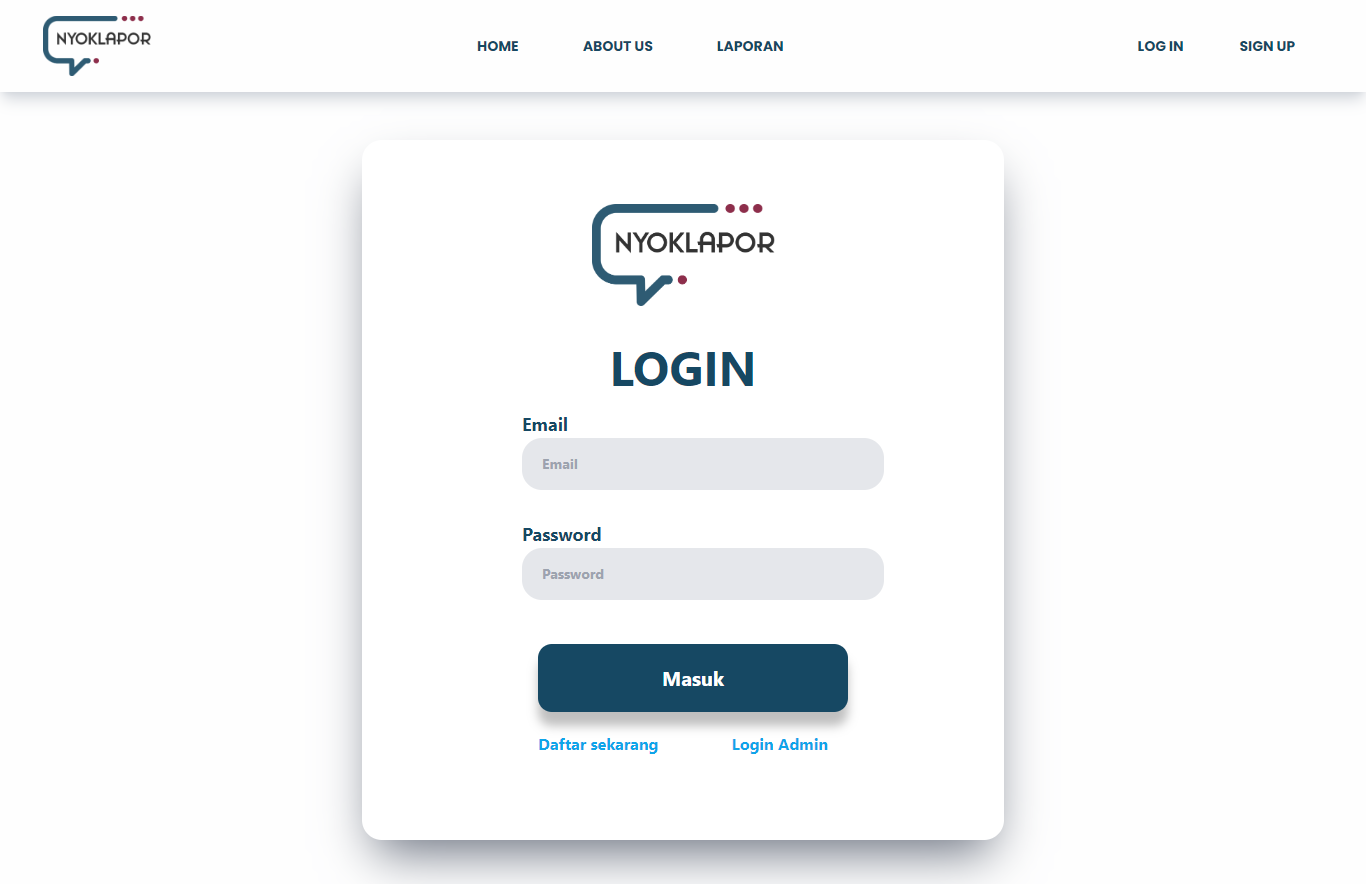 NYOKLAPOR
HOME ABOUT US LAPORAN LOG IN SIGN UP
NYOKLAPOR
LOGIN
Email
Email
Password
Password
Masuk
Daftar sekarang Login Admin